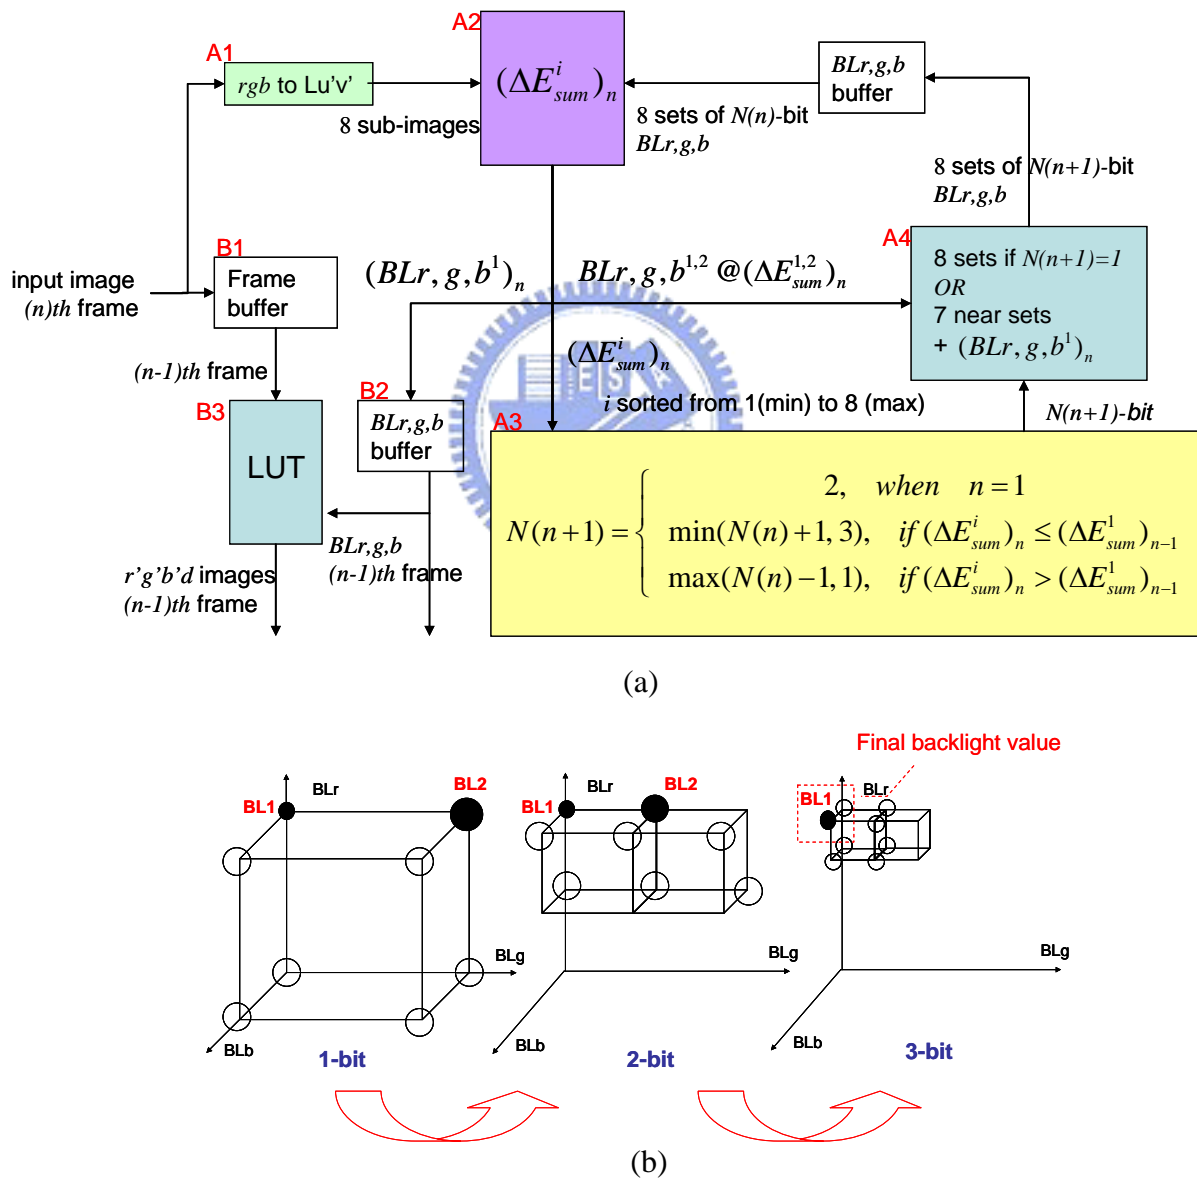 A1
rgb to Lu'v'
A2
(ΔE^i_sum)_n
8 sub-images
8 sets of N(n)-bit
BLr,g,b
BLr,g,b
buffer
8 sets of N(n+1)-bit
BLr,g,b
A4
8 sets if N(n+1)=1
OR
7 near sets
+ (BLr, g,b^1)_n
input image
(n)th frame
B1
Frame
buffer
(BLr, g,b^1)_n
BLr, g,b^1,2 @(ΔE^1,2_sum)_n
(n-1)th frame
(ΔE^i_sum)_n
i sorted from 1(min) to 8 (max)
N(n+1)-bit
B2
BLr,g,b
buffer
B3
LUT
BLr,g,b
(n-1)th frame
r'g'b'd images
(n-1)th frame
A3
N(n+1) = {
2, when n = 1
min(N(n)+1, 3), if (ΔE^i_sum)_n ≤ (ΔE^1_sum)_n-1
max(N(n)-1, 1), if (ΔE^i_sum)_n > (ΔE^1_sum)_n-1
ES
(a)
BLr
BL1
BL2
BLg
BLb
1-bit
BLr
BL1
BL2
BLg
BLb
2-bit
Final backlight value
BLr
BL1
BLg
BLb
3-bit
(b)